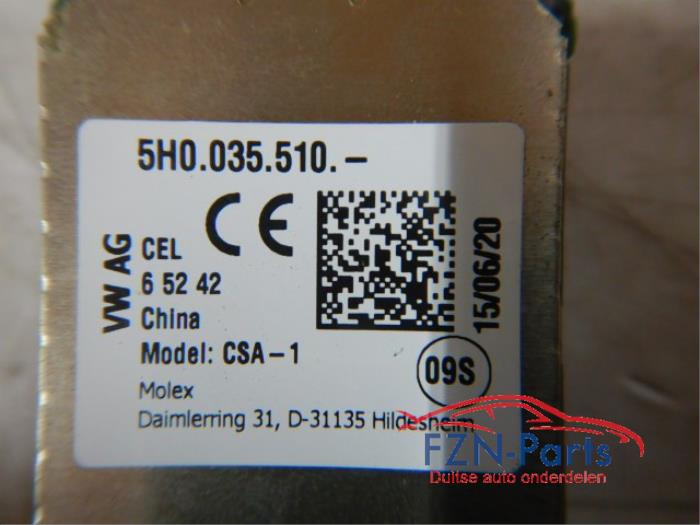 5H0.035.510.-
VW AG
CEL
6 52 42
China
Model: CSA-1
CE
15/06/20
09S
Molex
Daimlerring 31, D-31135 Hildesheim
FZN-Parts
Duitse auto onderdelen